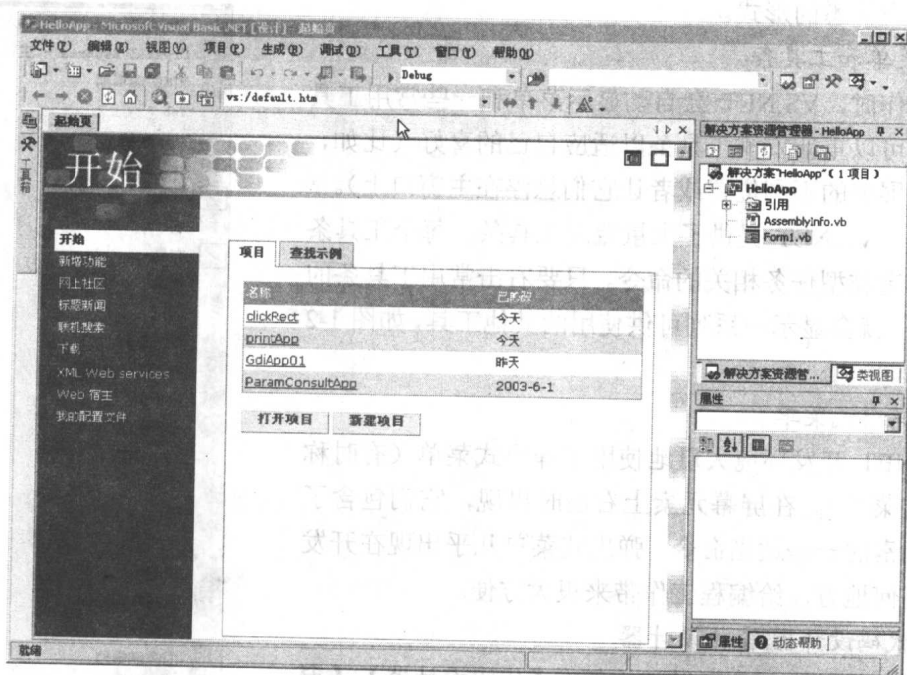 HelloApp - Microsoft Visual Basic .NET [设计] - 起始页
文件(F) 编辑(E) 视图(V) 项目(P) 生成(B) 调试(D) 工具(T) 窗口(W) 帮助(H)
Debug
vs:/default.htm
工具箱
起始页
开始
开始
新增功能
网上社区
标题新闻
联机搜索
下载
XML Web services
Web 宿主
我的配置文件
项目 查找示例
名称 已修改
clickRect 今天
printApp 今天
GdiApp01 昨天
ParamConsultApp 2003-6-1
打开项目 新建项目
解决方案资源管理器 - HelloApp
解决方案"HelloApp"(1 项目)
HelloApp
引用
AssemblyInfo.vb
Form1.vb
解决方案资源管... 类视图
属性
属性 动态帮助
就绪